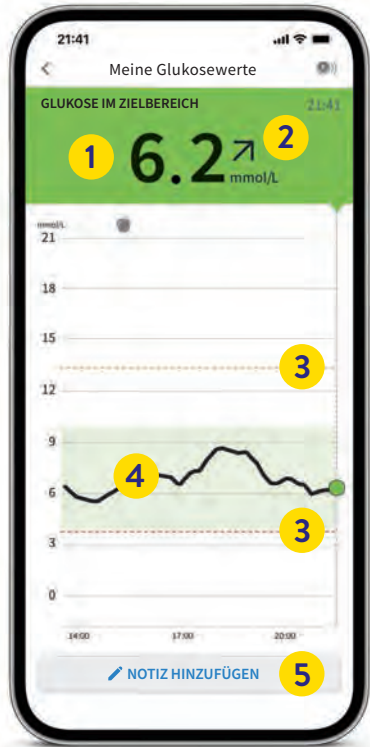 21:41
Meine Glukosewerte
GLUKOSE IM ZIELBEREICH
21:41
1
6.2
2
mmol/L
mmol/L
21
18
15
3
12
9
4
6
3
3
0
14:00 17:00 20:00
NOTIZ HINZUFÜGEN
5